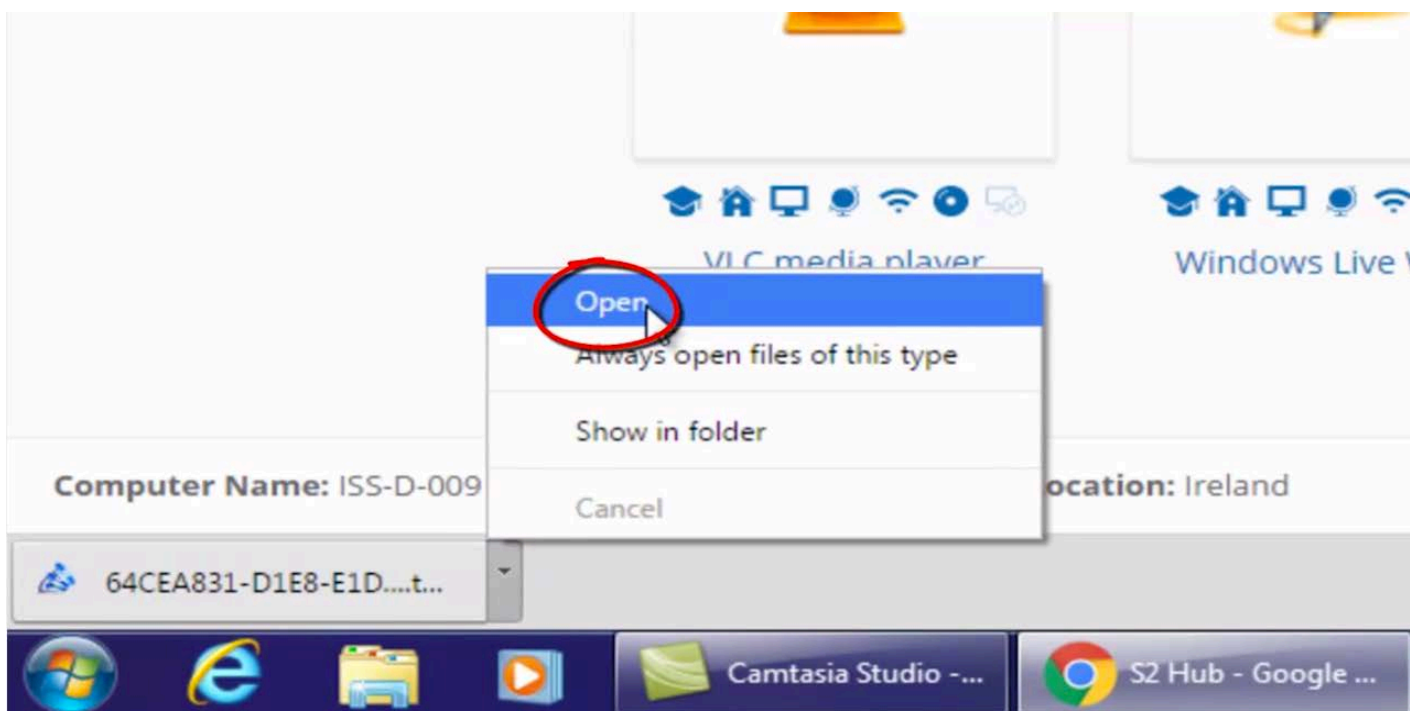 VLC media player
Windows Live
Open
Always open files of this type
Show in folder
Cancel
Computer Name: ISS-D-009
ocation: Ireland
64CEA831-D1E8-E1D....t...
Camtasia Studio -...
S2 Hub - Google ...